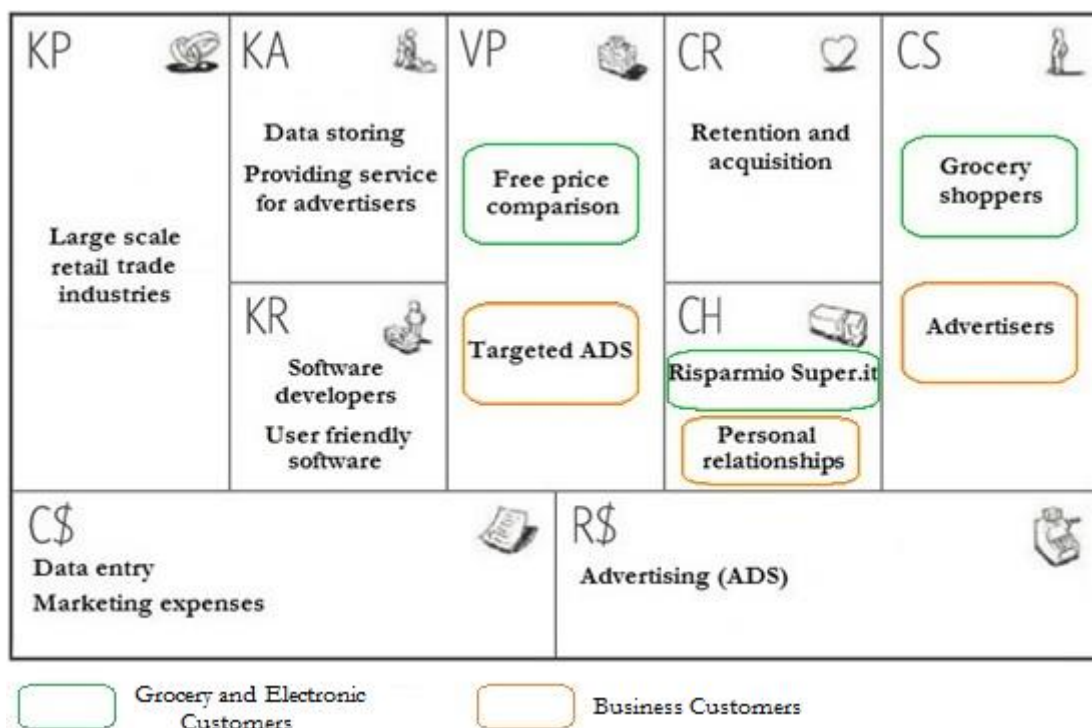 KP
Large scale
retail trade
industries
KA
Data storing
Providing service
for advertisers
KR
Software
developers
User friendly
software
VP
Free price
comparison
Targeted ADS
CR
Retention and
acquisition
CH
Risparmio Super.it
Personal
relationships
CS
Grocery
shoppers
Advertisers
C$
Data entry
Marketing expenses
R$
Advertising (ADS)
Grocery and Electronic
Customers
Business Customers